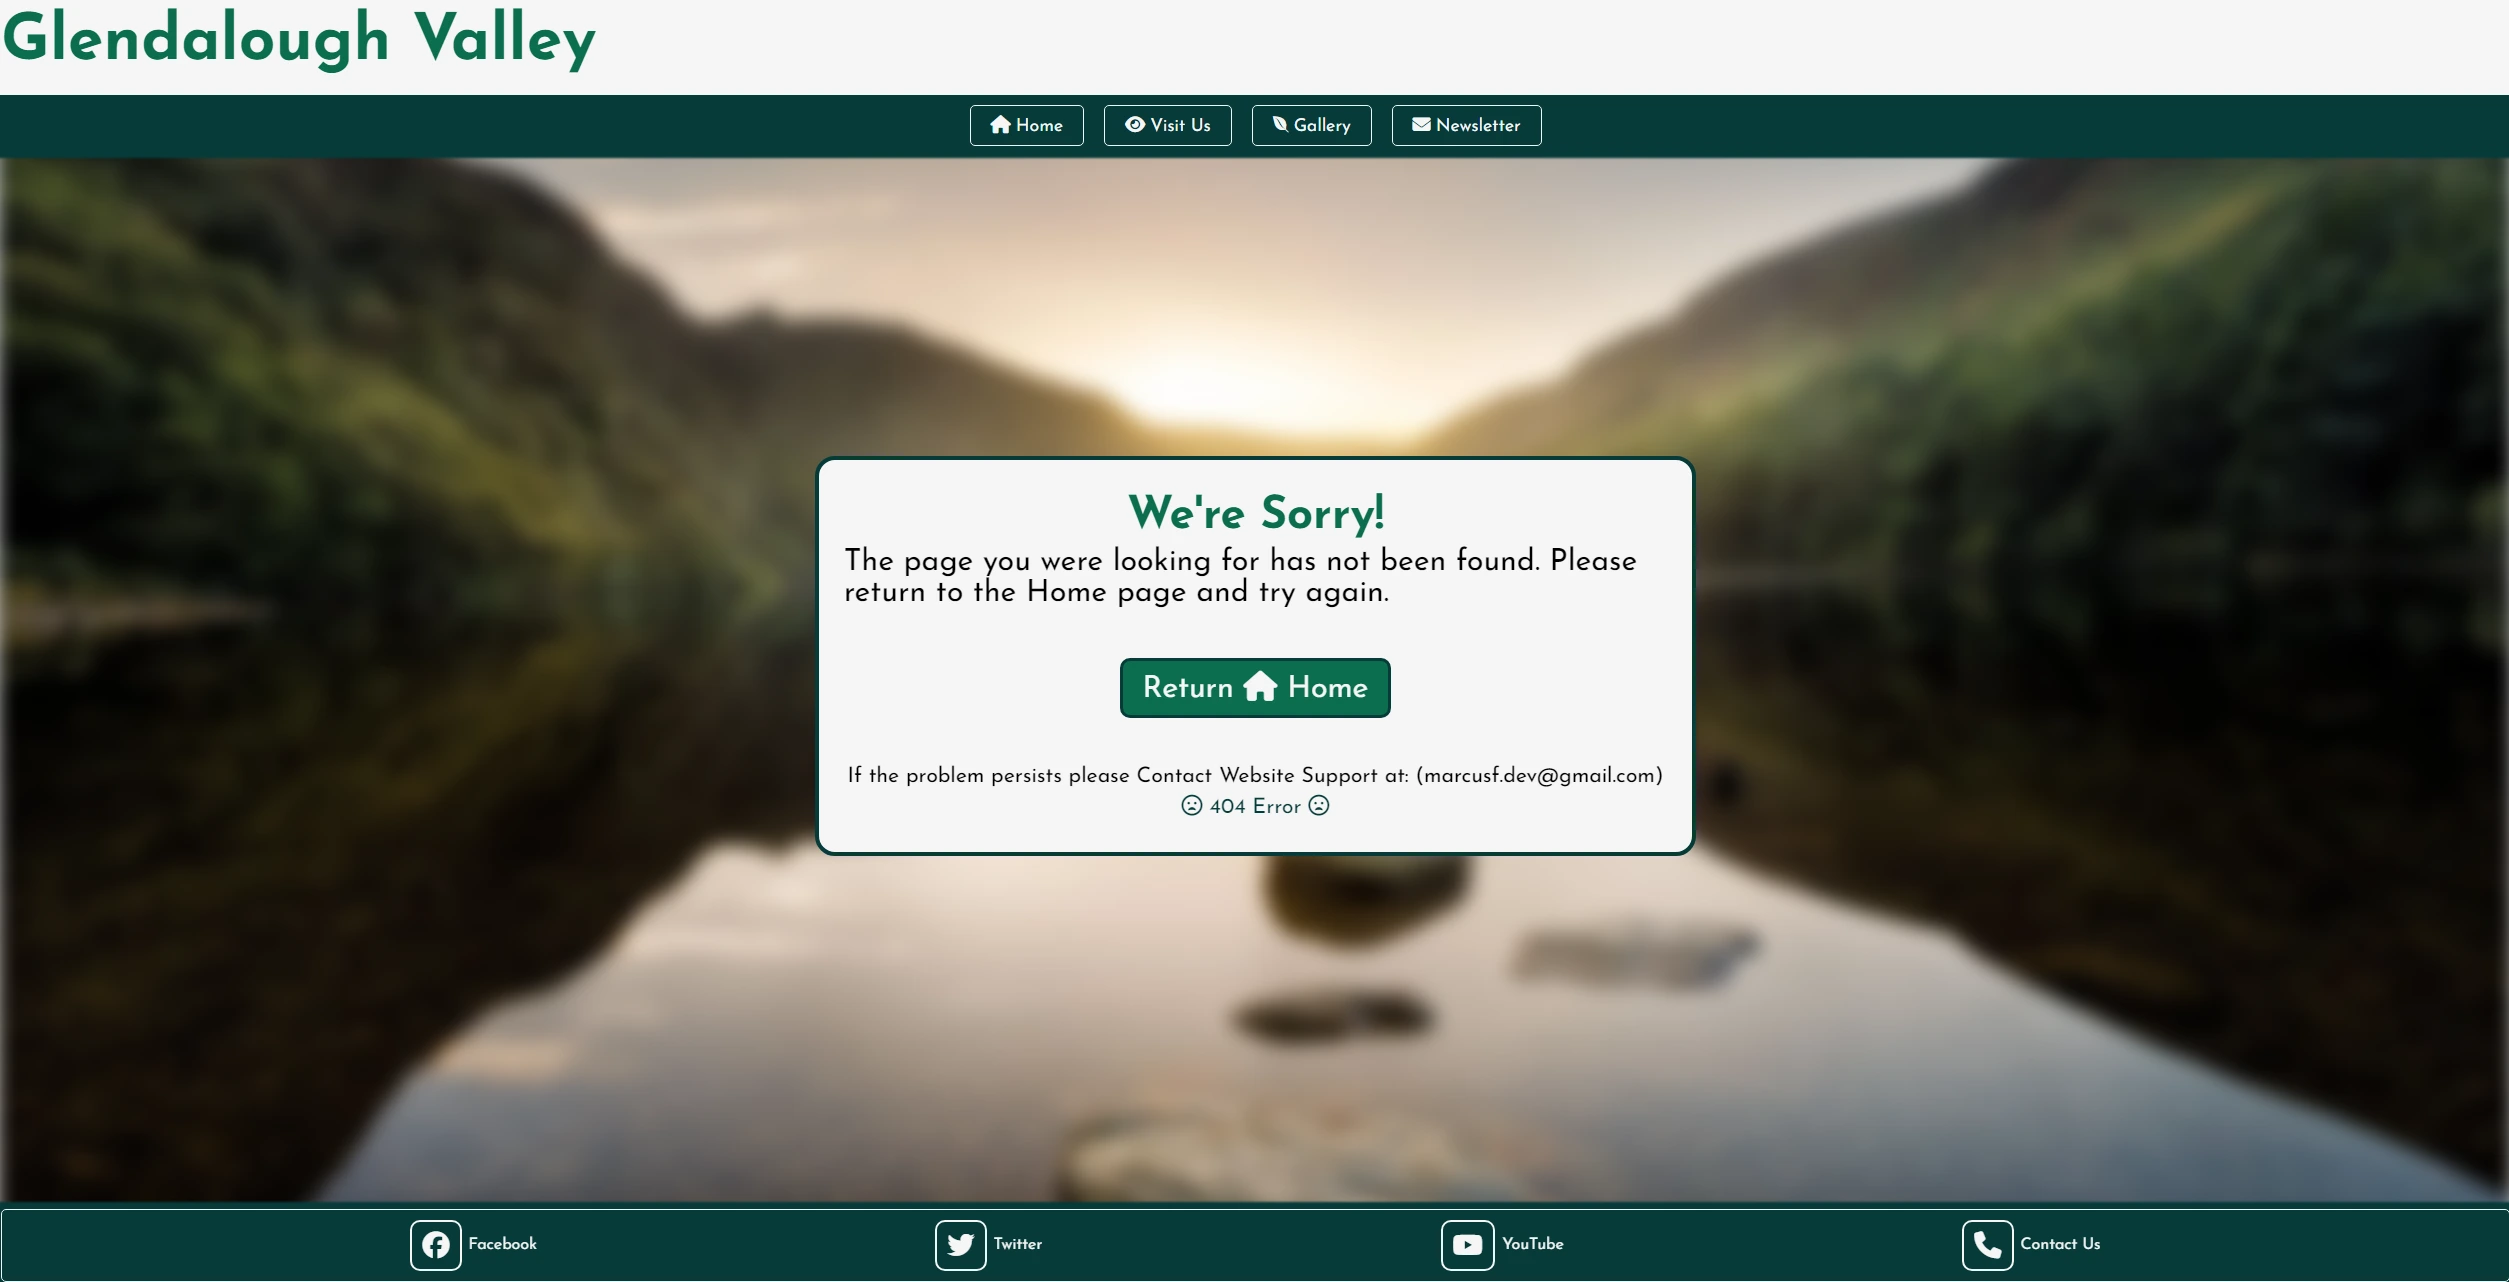 Glendalough Valley
Home
Visit Us
Gallery
Newsletter
We're Sorry!
The page you were looking for has not been found. Please
return to the Home page and try again.
Return Home
If the problem persists please Contact Website Support at: (marcusf.dev@gmail.com)
404 Error
Facebook
Twitter
YouTube
Contact Us